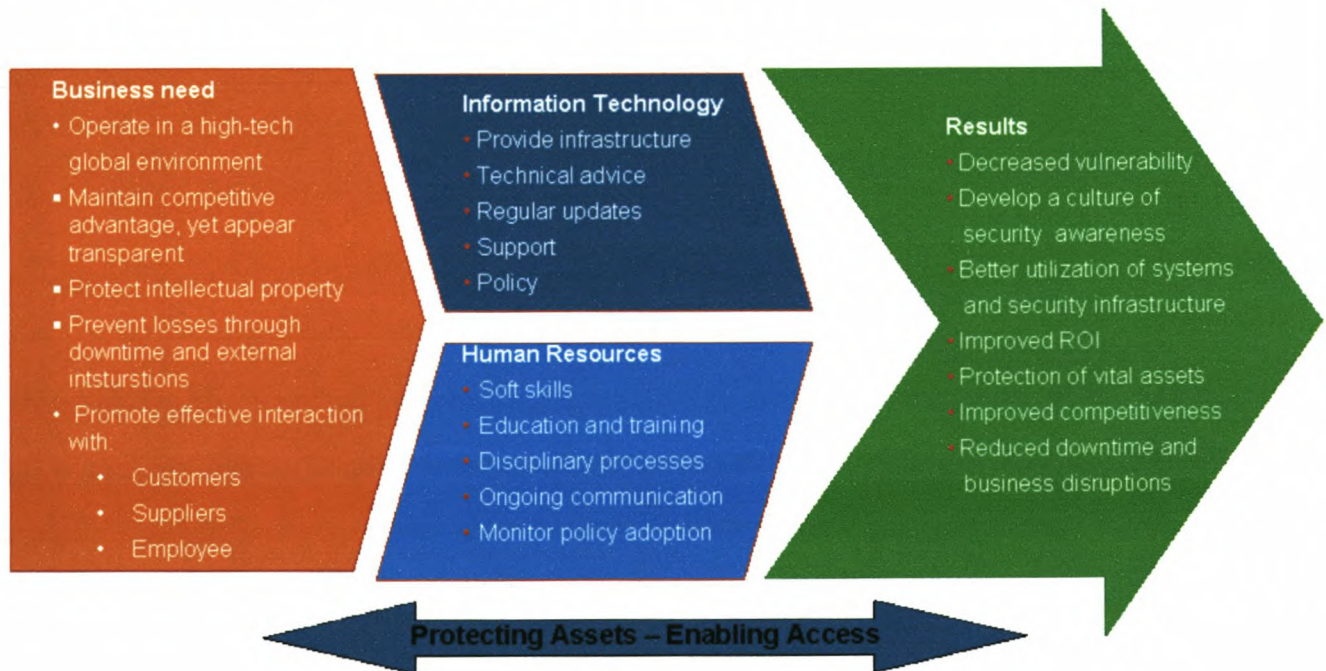 Business need
• Operate in a high-tech
global environment
▪ Maintain competitive
advantage, yet appear
transparent
▪ Protect intellectual property
▪ Prevent losses through
downtime and external
intsturstions
• Promote effective interaction
with:
• Customers
• Suppliers
• Employee
Information Technology
• Provide infrastructure
• Technical advice
• Regular updates
• Support
• Policy
Human Resources
• Soft skills
• Education and training
• Disciplinary processes
• Ongoing communication
• Monitor policy adoption
Results
• Decreased vulnerability
• Develop a culture of
security awareness
• Better utilization of systems
and security infrastructure
• Improved ROI
• Protection of vital assets
• Improved competitiveness
• Reduced downtime and
business disruptions
Protecting Assets – Enabling Access